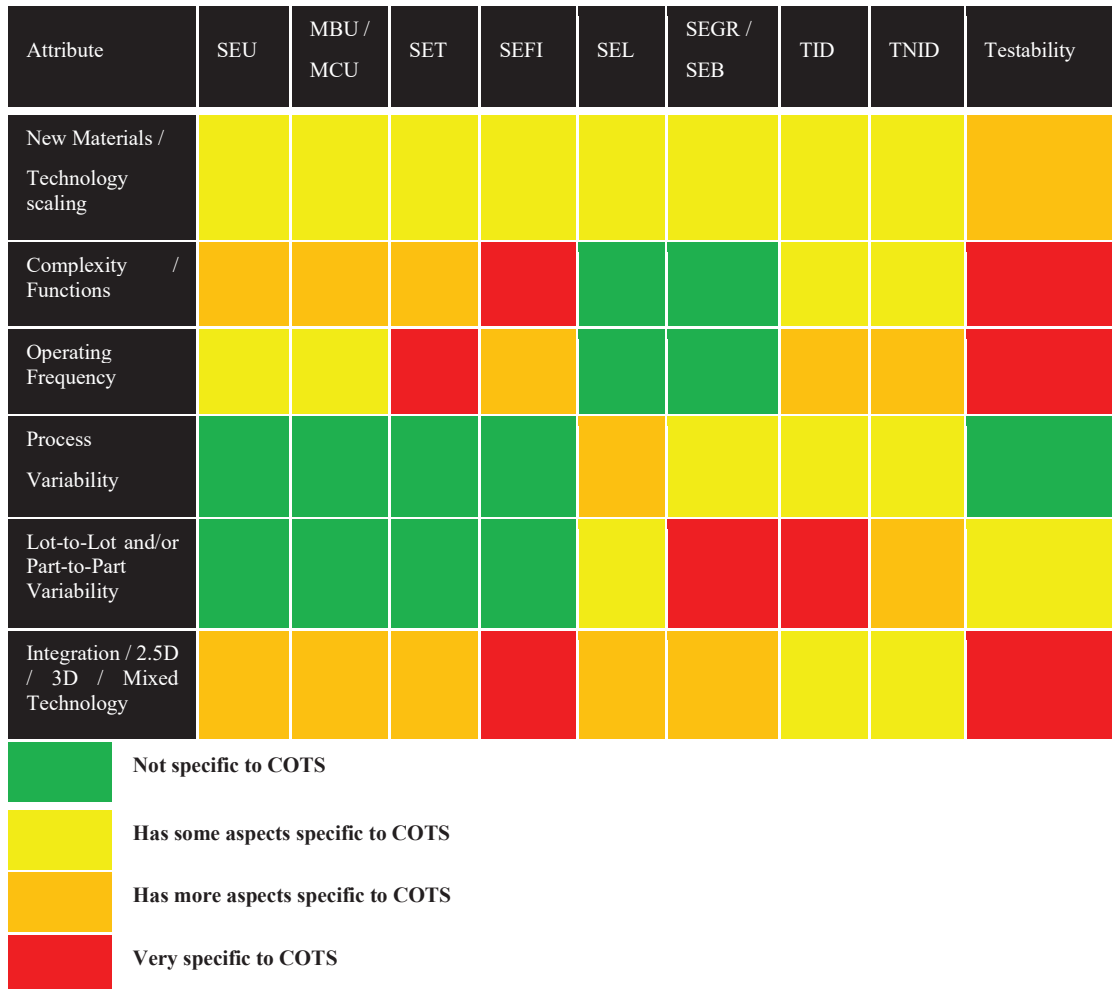 Attribute
SEU
MBU /
MCU
SET
SEFI
SEL
SEGR /
SEB
TID
TNID
Testability
New Materials /
Technology
scaling
Complexity /
Functions
Operating
Frequency
Process
Variability
Lot-to-Lot and/or
Part-to-Part
Variability
Integration / 2.5D
/ 3D / Mixed
Technology
Not specific to COTS
Has some aspects specific to COTS
Has more aspects specific to COTS
Very specific to COTS